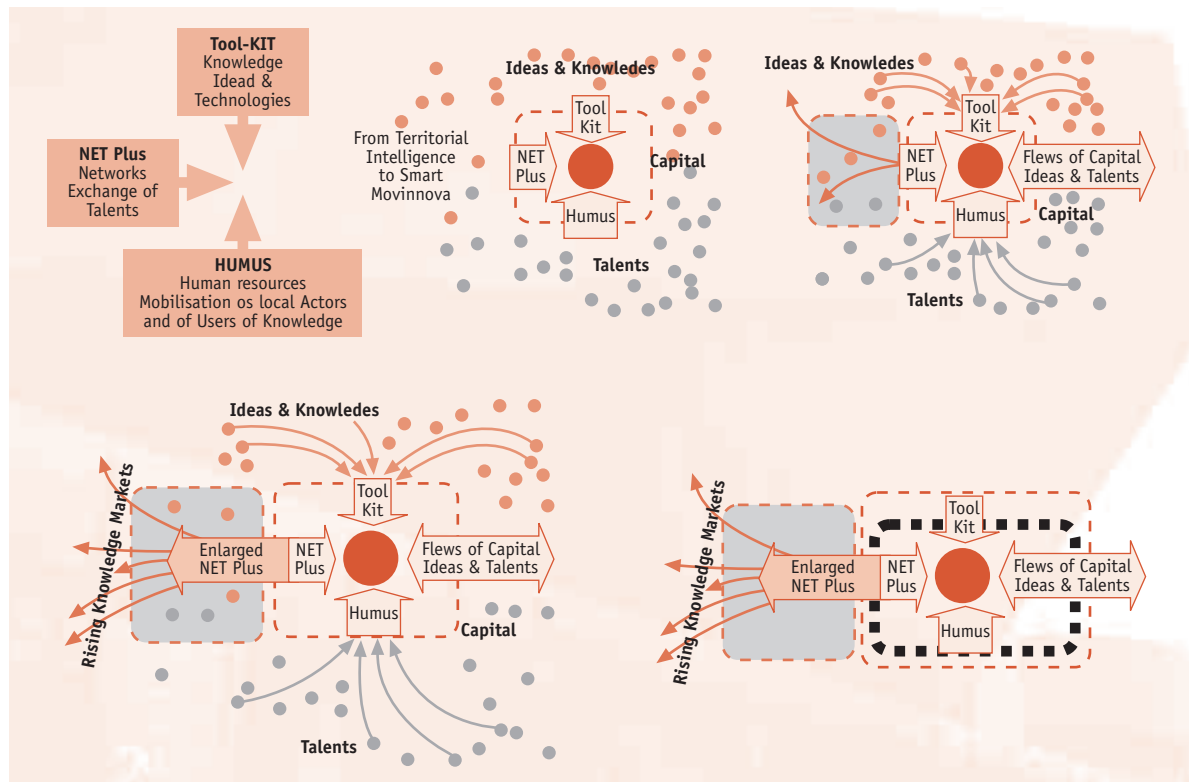 Tool-KIT
Knowledge
Idead &
Technologies
NET Plus
Networks
Exchange of
Talents
HUMUS
Human resources
Mobilisation os local Actors
and of Users of Knowledge
Ideas & Knowledes
Tool
Kit
From Territorial
Intelligence
to Smart
Movinnova
NET
Plus
Capital
Humus
Talents
Ideas & Knowledes
Tool
Kit
NET
Plus
Flews of Capital
Ideas & Talents
Humus
Capital
Talents
Ideas & Knowledes
Rising Knowledge Markets
Tool
Kit
Enlarged
NET Plus
NET
Plus
Flews of Capital
Ideas & Talents
Humus
Capital
Talents
Rising Knowledge Markets
Tool
Kit
Enlarged
NET Plus
NET
Plus
Flews of Capital
Ideas & Talents
Humus